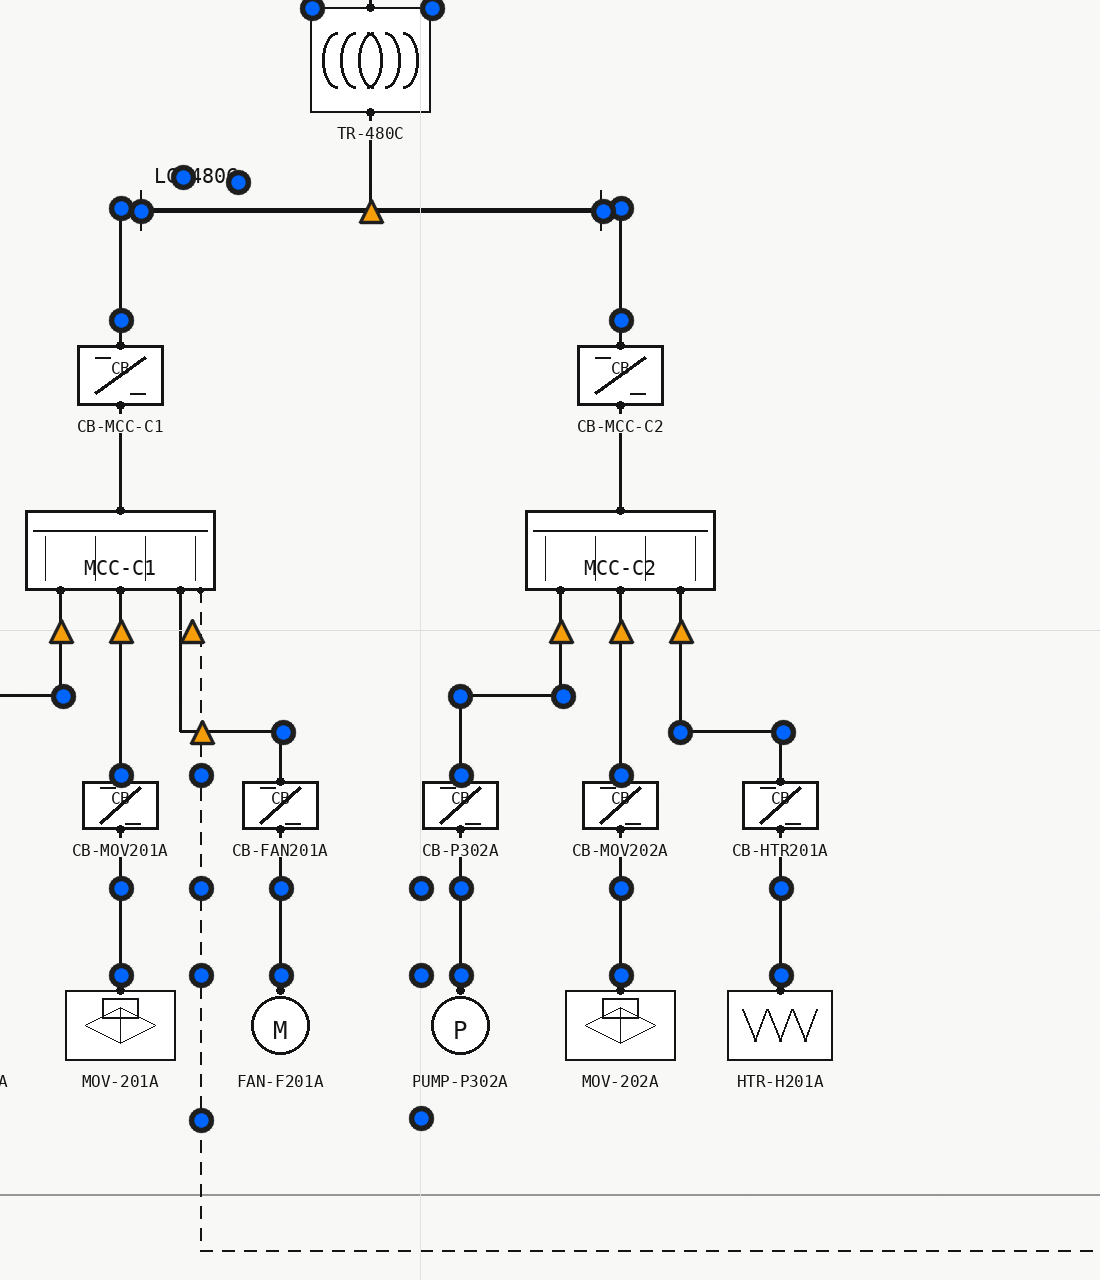 TR-480C
CB
CB
CB-MCC-C1
CB-MCC-C2
MCC-C1
MCC-C2
CB
CB
CB
CB
CB
CB-MOV201A
CB-FAN201A
CB-P302A
CB-MOV202A
CB-HTR201A
M
P
A
MOV-201A
FAN-F201A
PUMP-P302A
MOV-202A
HTR-H201A